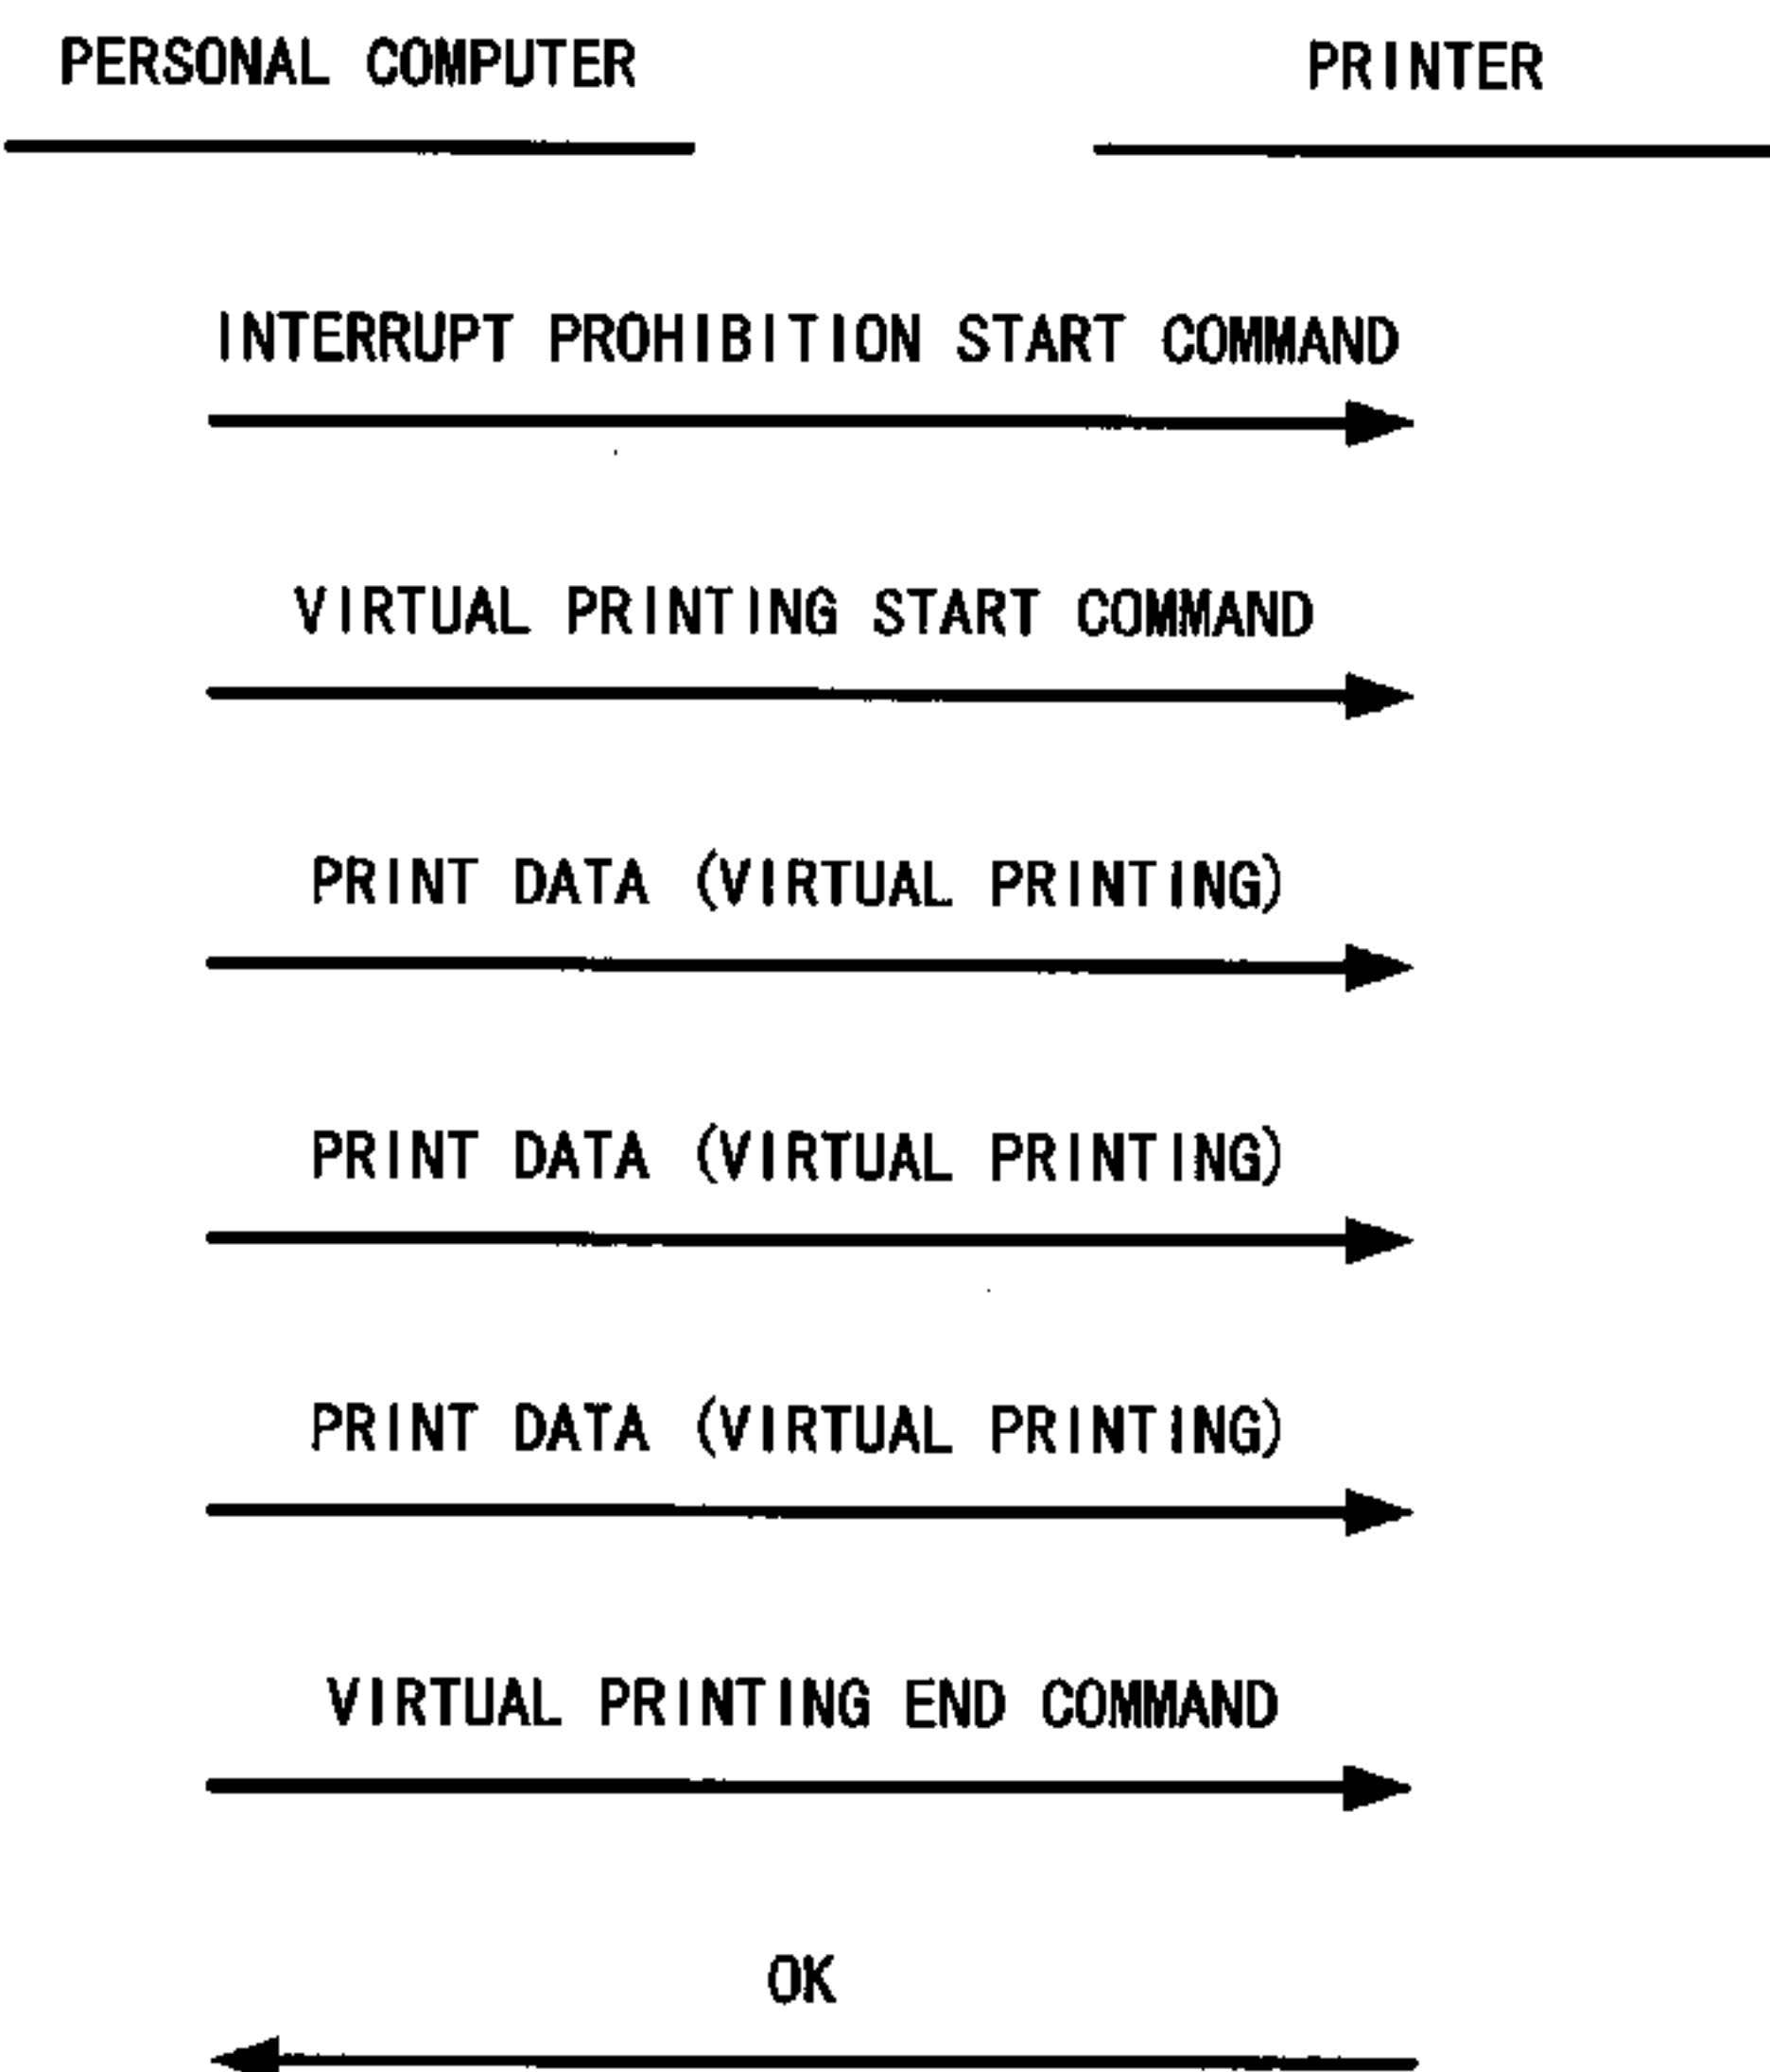 PERSONAL COMPUTER
PRINTER
INTERRUPT PROHIBITION START COMMAND
VIRTUAL PRINTING START COMMAND
PRINT DATA (VIRTUAL PRINTING)
PRINT DATA (VIRTUAL PRINTING)
PRINT DATA (VIRTUAL PRINTING)
VIRTUAL PRINTING END COMMAND
OK